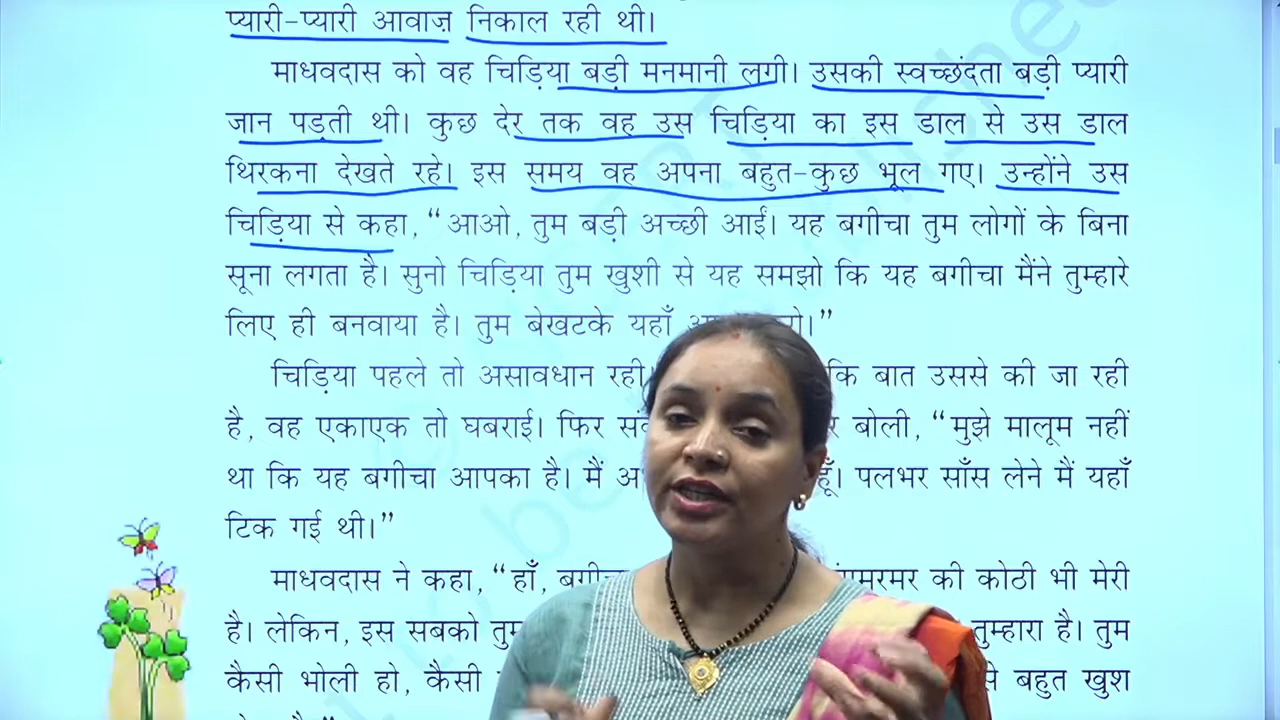 प्यारी-प्यारी आवाज़ निकाल रही थी।
माधवदास को वह चिड़िया बड़ी मनमानी लगी। उसकी स्वच्छंदता बड़ी प्यारी
जान पड़ती थी। कुछ देर तक वह उस चिड़िया का इस डाल से उस डाल
थिरकना देखते रहे। इस समय वह अपना बहुत-कुछ भूल गए। उन्होंने उस
चिड़िया से कहा, “आओ, तुम बड़ी अच्छी आईं। यह बगीचा तुम लोगों के बिना
सूना लगता है। सुनो चिड़िया तुम खुशी से यह समझो कि यह बगीचा मैंने तुम्हारे
लिए ही बनवाया है। तुम बेखटके यहाँ
चिड़िया पहले तो असावधान रही। कि बात उससे की जा रही
है, वह एकाएक तो घबराई। फिर बोली, “मुझे मालूम नहीं
था कि यह बगीचा आपका है। मैं हूँ। पलभर साँस लेने मैं यहाँ
टिक गई थी।”
माधवदास ने कहा, “हाँ, की कोठी भी मेरी
है। लेकिन, इस सबको तुम्हारा है। तुम
कैसी भोली हो, कैसी बहुत खुश